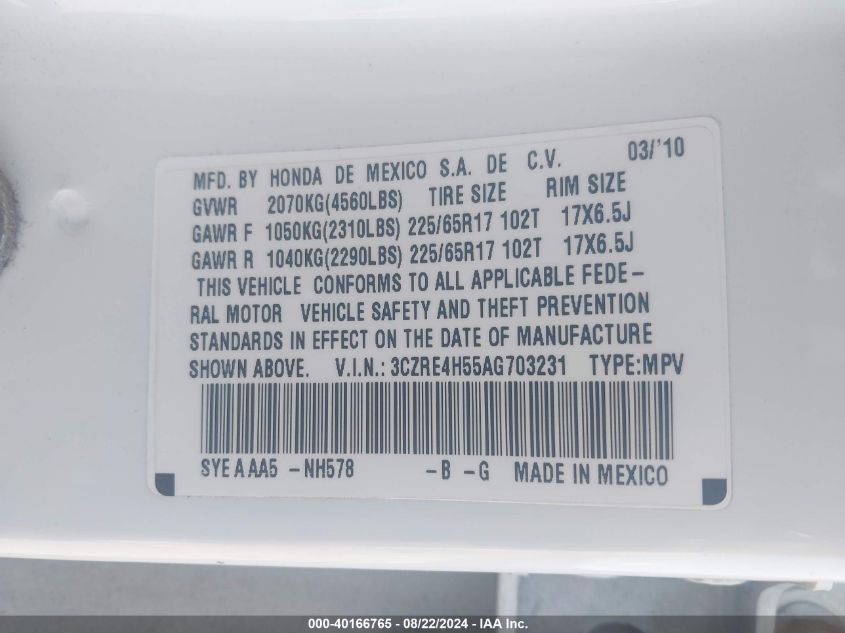 MFD. BY HONDA DE MEXICO S.A. DE C.V. 03/'10
GVWR 2070KG(4560LBS) TIRE SIZE RIM SIZE
GAWR F 1050KG(2310LBS) 225/65R17 102T 17X6.5J
GAWR R 1040KG(2290LBS) 225/65R17 102T 17X6.5J
THIS VEHICLE CONFORMS TO ALL APPLICABLE FEDE-
RAL MOTOR VEHICLE SAFETY AND THEFT PREVENTION
STANDARDS IN EFFECT ON THE DATE OF MANUFACTURE
SHOWN ABOVE. V.I.N.: 3CZRE4H55AG703231 TYPE:MPV
SYE A AA5 -NH578 -B -G MADE IN MEXICO
000-40166765 - 08/22/2024 - IAA Inc.